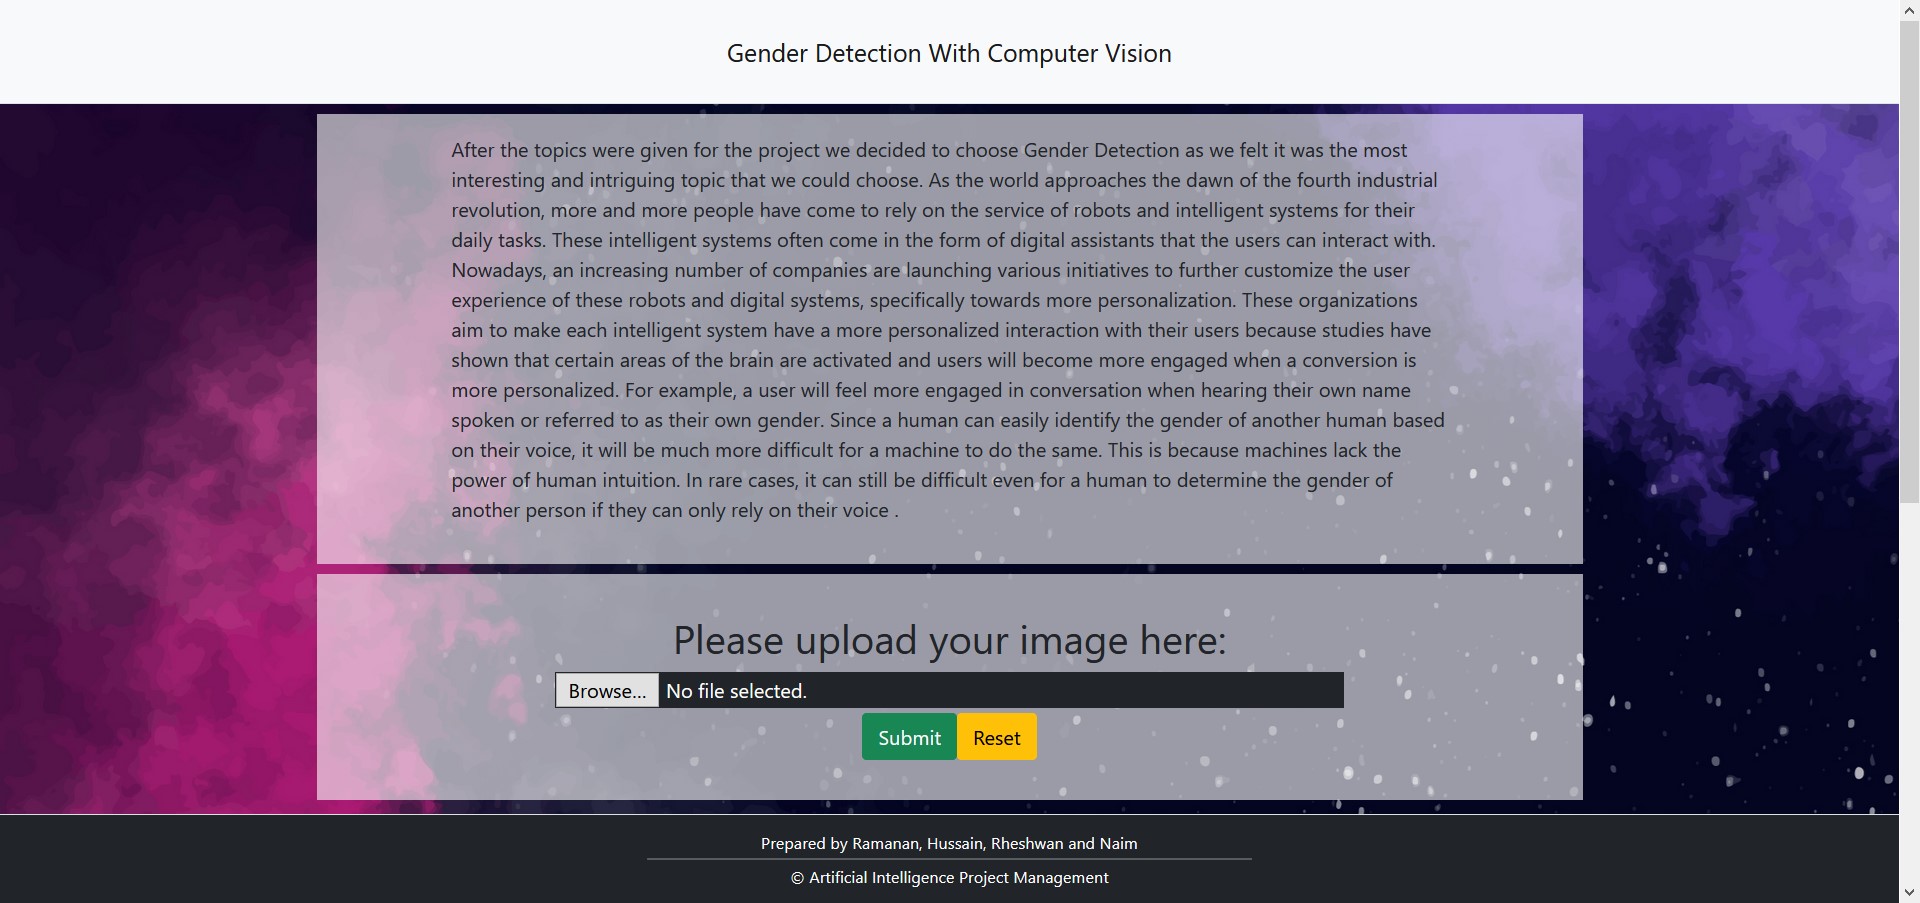 Gender Detection With Computer Vision
After the topics were given for the project we decided to choose Gender Detection as we felt it was the most
interesting and intriguing topic that we could choose. As the world approaches the dawn of the fourth industrial
revolution, more and more people have come to rely on the service of robots and intelligent systems for their
daily tasks. These intelligent systems often come in the form of digital assistants that the users can interact with.
Nowadays, an increasing number of companies are launching various initiatives to further customize the user
experience of these robots and digital systems, specifically towards more personalization. These organizations
aim to make each intelligent system have a more personalized interaction with their users because studies have
shown that certain areas of the brain are activated and users will become more engaged when a conversion is
more personalized. For example, a user will feel more engaged in conversation when hearing their own name
spoken or referred to as their own gender. Since a human can easily identify the gender of another human based
on their voice, it will be much more difficult for a machine to do the same. This is because machines lack the
power of human intuition. In rare cases, it can still be difficult even for a human to determine the gender of
another person if they can only rely on their voice .
Please upload your image here:
Browse... No file selected.
Submit Reset
Prepared by Ramanan, Hussain, Rheshwan and Naim
© Artificial Intelligence Project Management